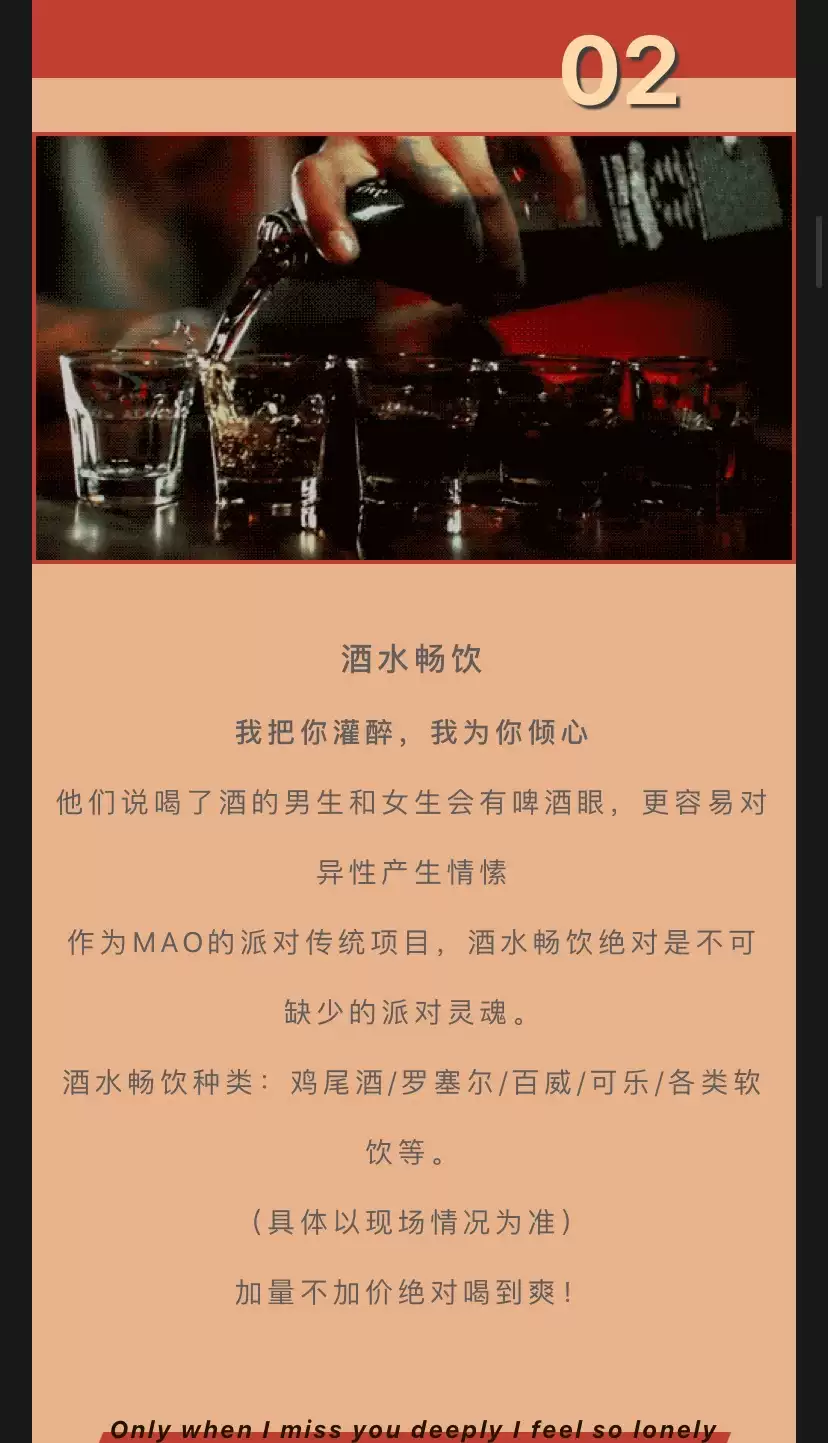 02
酒水畅饮
我把你灌醉，我为你倾心
他们说喝了酒的男生和女生会有啤酒眼，更容易对
异性产生情愫
作为MAO的派对传统项目，酒水畅饮绝对是不可
缺少的派对灵魂。
酒水畅饮种类：鸡尾酒/罗塞尔/百威/可乐/各类软
饮等。
（具体以现场情况为准）
加量不加价绝对喝到爽！
Only when I miss you deeply I feel so lonely